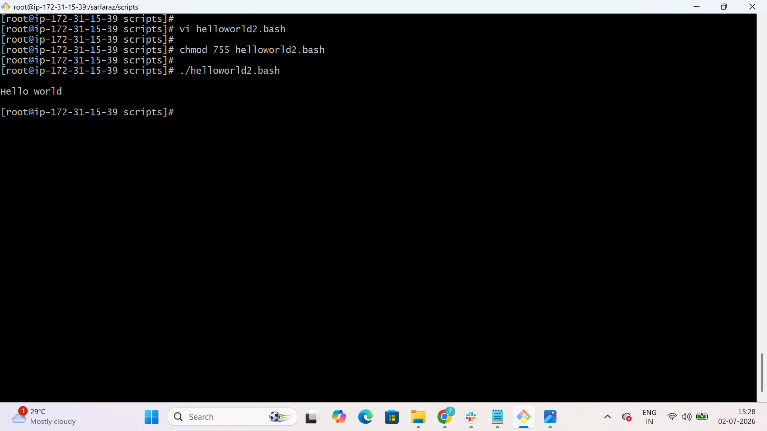 root@ip-172-31-15-39:/sarfaraz/scripts
[root@ip-172-31-15-39 scripts]#
[root@ip-172-31-15-39 scripts]# vi helloworld2.bash
[root@ip-172-31-15-39 scripts]#
[root@ip-172-31-15-39 scripts]# chmod 755 helloworld2.bash
[root@ip-172-31-15-39 scripts]#
[root@ip-172-31-15-39 scripts]# ./helloworld2.bash
Hello world
[root@ip-172-31-15-39 scripts]#
29°C
Mostly cloudy
Search
ENG
IN
15:28
02-07-2026